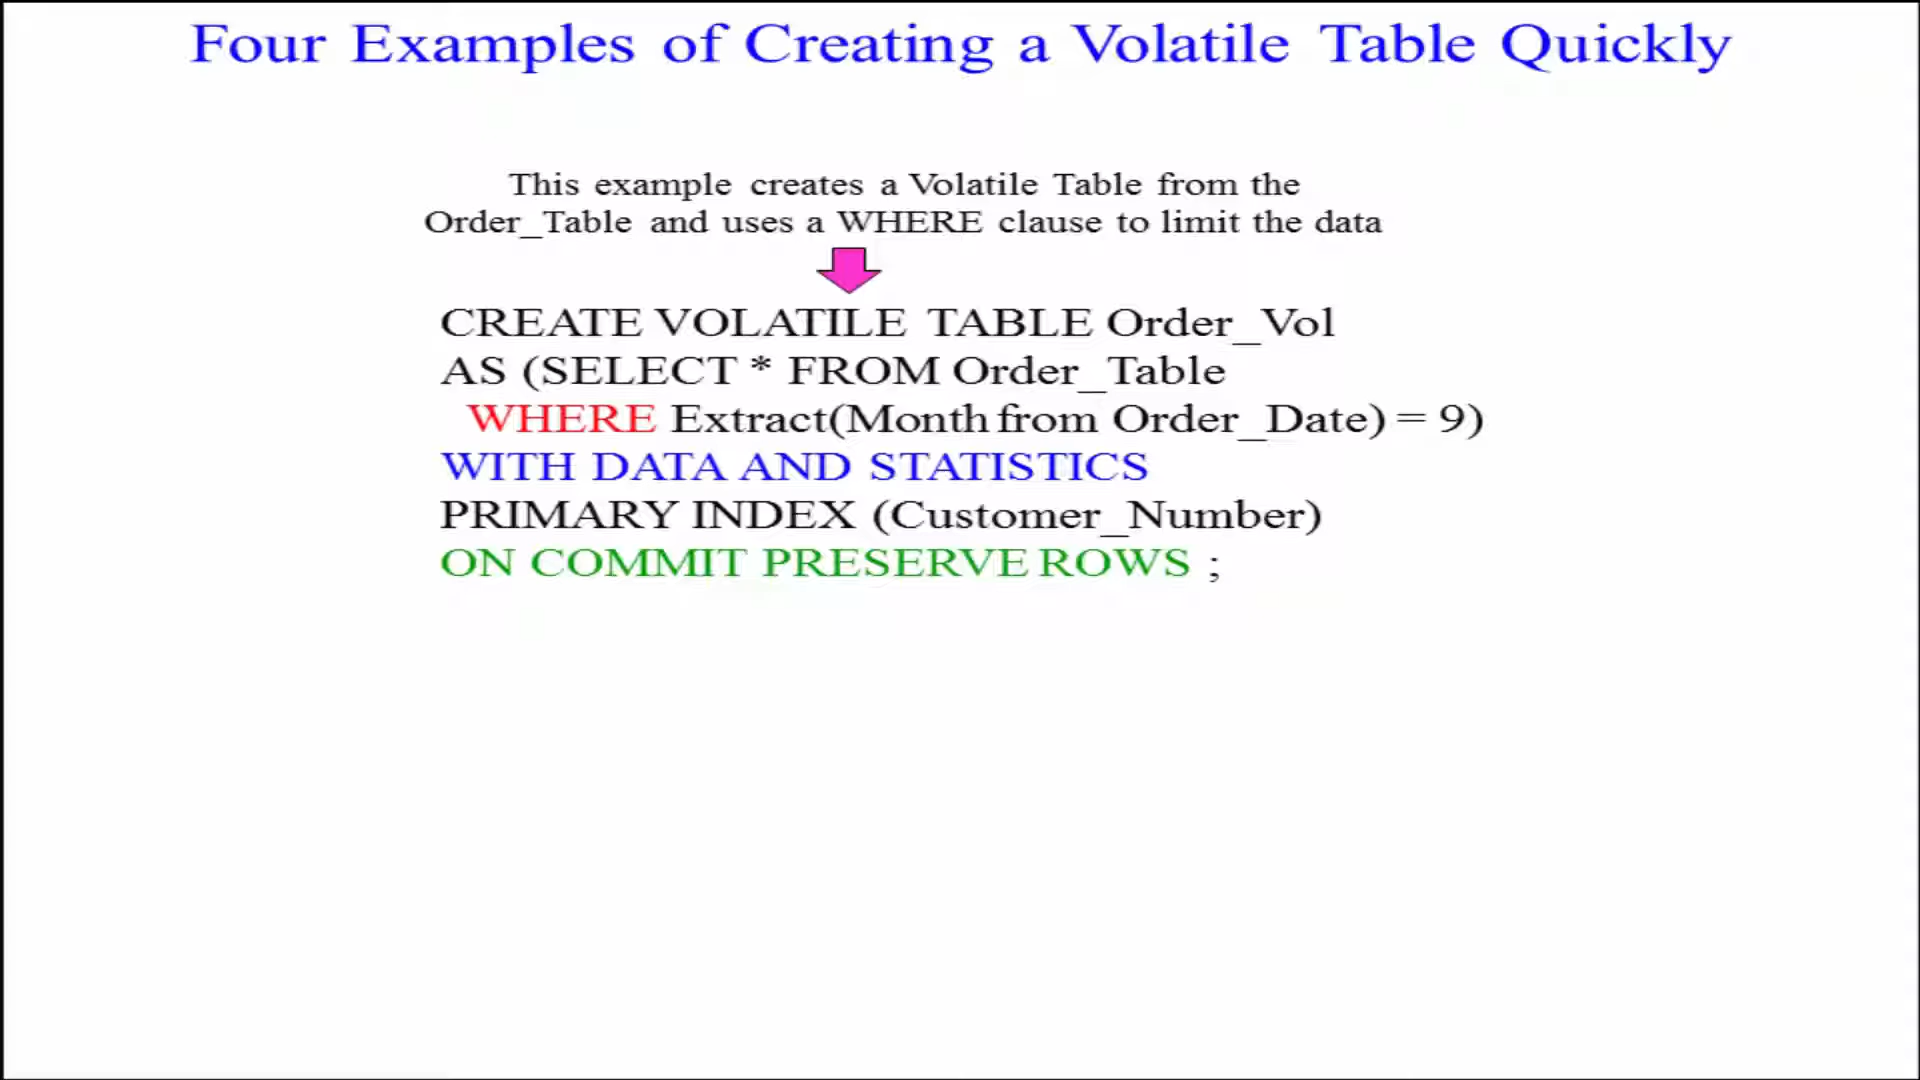 Four Examples of Creating a Volatile Table Quickly
This example creates a Volatile Table from the
Order_Table and uses a WHERE clause to limit the data
CREATE VOLATILE TABLE Order_Vol
AS (SELECT * FROM Order_Table
WHERE Extract(Month from Order_Date) = 9)
WITH DATA AND STATISTICS
PRIMARY INDEX (Customer_Number)
ON COMMIT PRESERVE ROWS ;